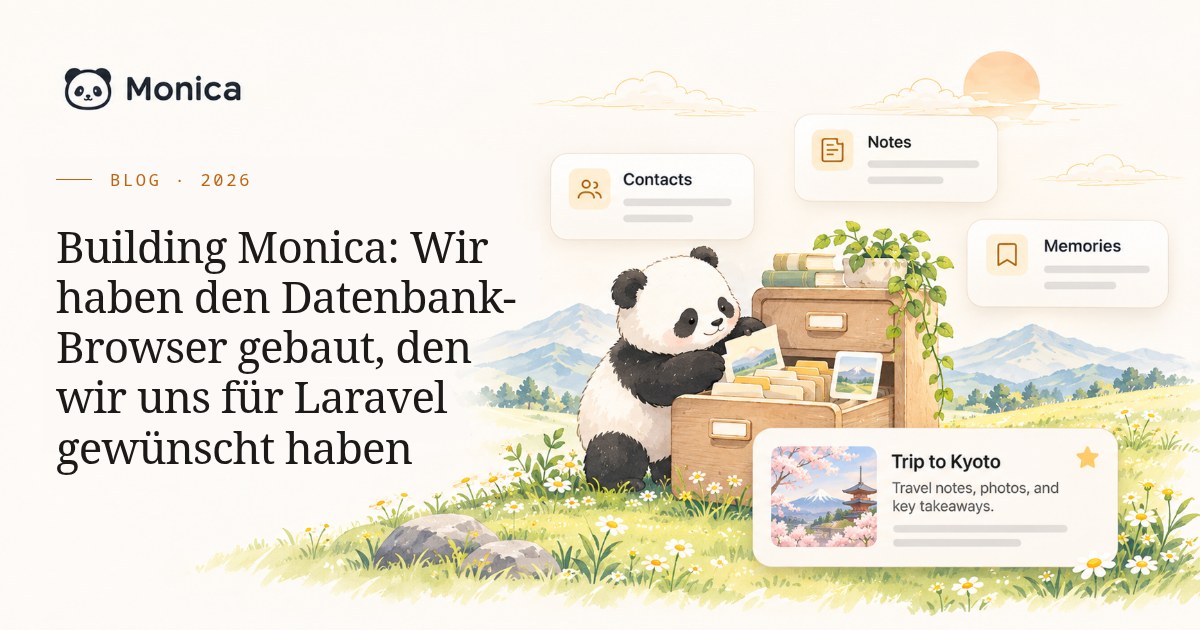 Monica
BLOG · 2026
Building Monica: Wir
haben den Datenbank-
Browser gebaut, den
wir uns für Laravel
gewünscht haben
Contacts
Notes
Memories
Trip to Kyoto
Travel notes, photos, and
key takeaways.